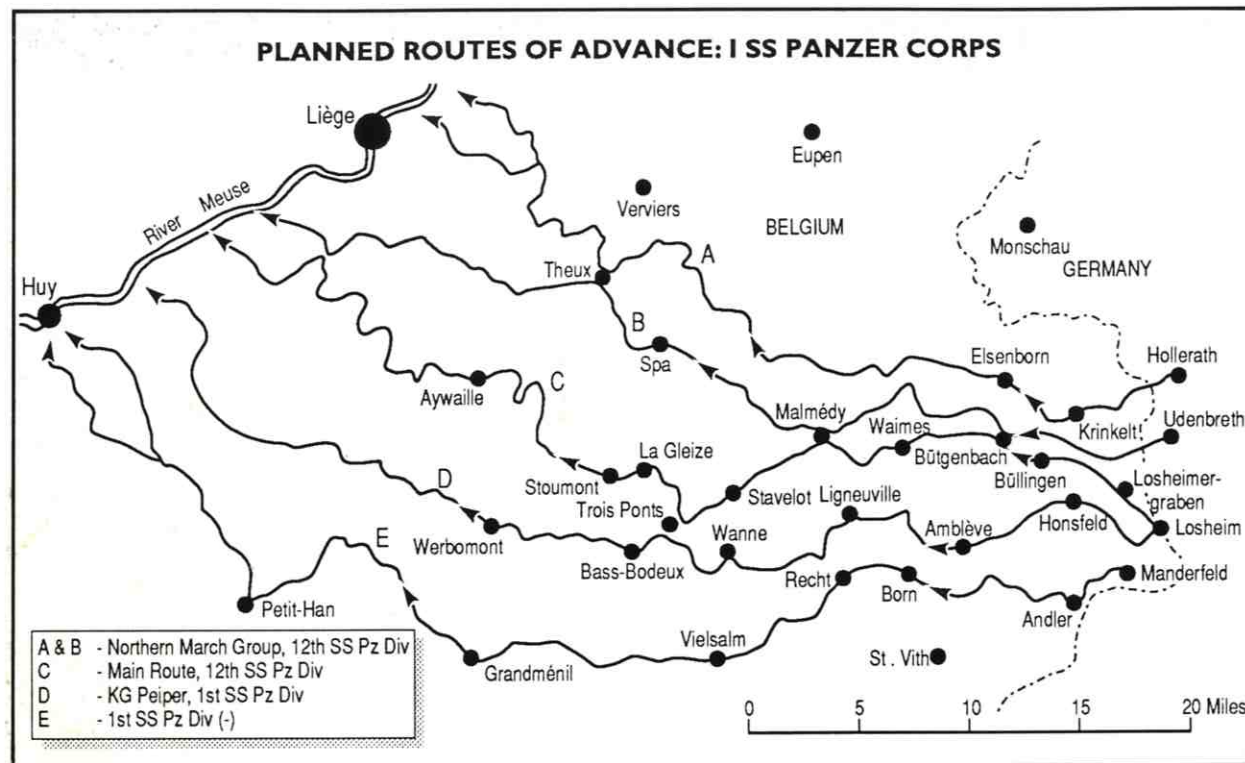 PLANNED ROUTES OF ADVANCE: I SS PANZER CORPS
Liège
Eupen
River Meuse
Verviers
BELGIUM
A
Monschau
GERMANY
Theux
Huy
B
Spa
Elsenborn
Hollerath
Aywaille
C
Malmédy
Waimes
Krinkelt
Udenbreth
La Gleize
Bütgenbach
Büllingen
Stoumont
Stavelot
Ligneuville
Losheimer-
graben
D
Trois Ponts
Honsfeld
Losheim
Werbomont
Wanne
Amblève
E
Bass-Bodeux
Recht
Born
Manderfeld
Petit-Han
Andler
Vielsalm
Grandménil
St. Vith
A & B - Northern March Group, 12th SS Pz Div
C - Main Route, 12th SS Pz Div
D - KG Peiper, 1st SS Pz Div
E - 1st SS Pz Div (-)
0 5 10 15 20 Miles